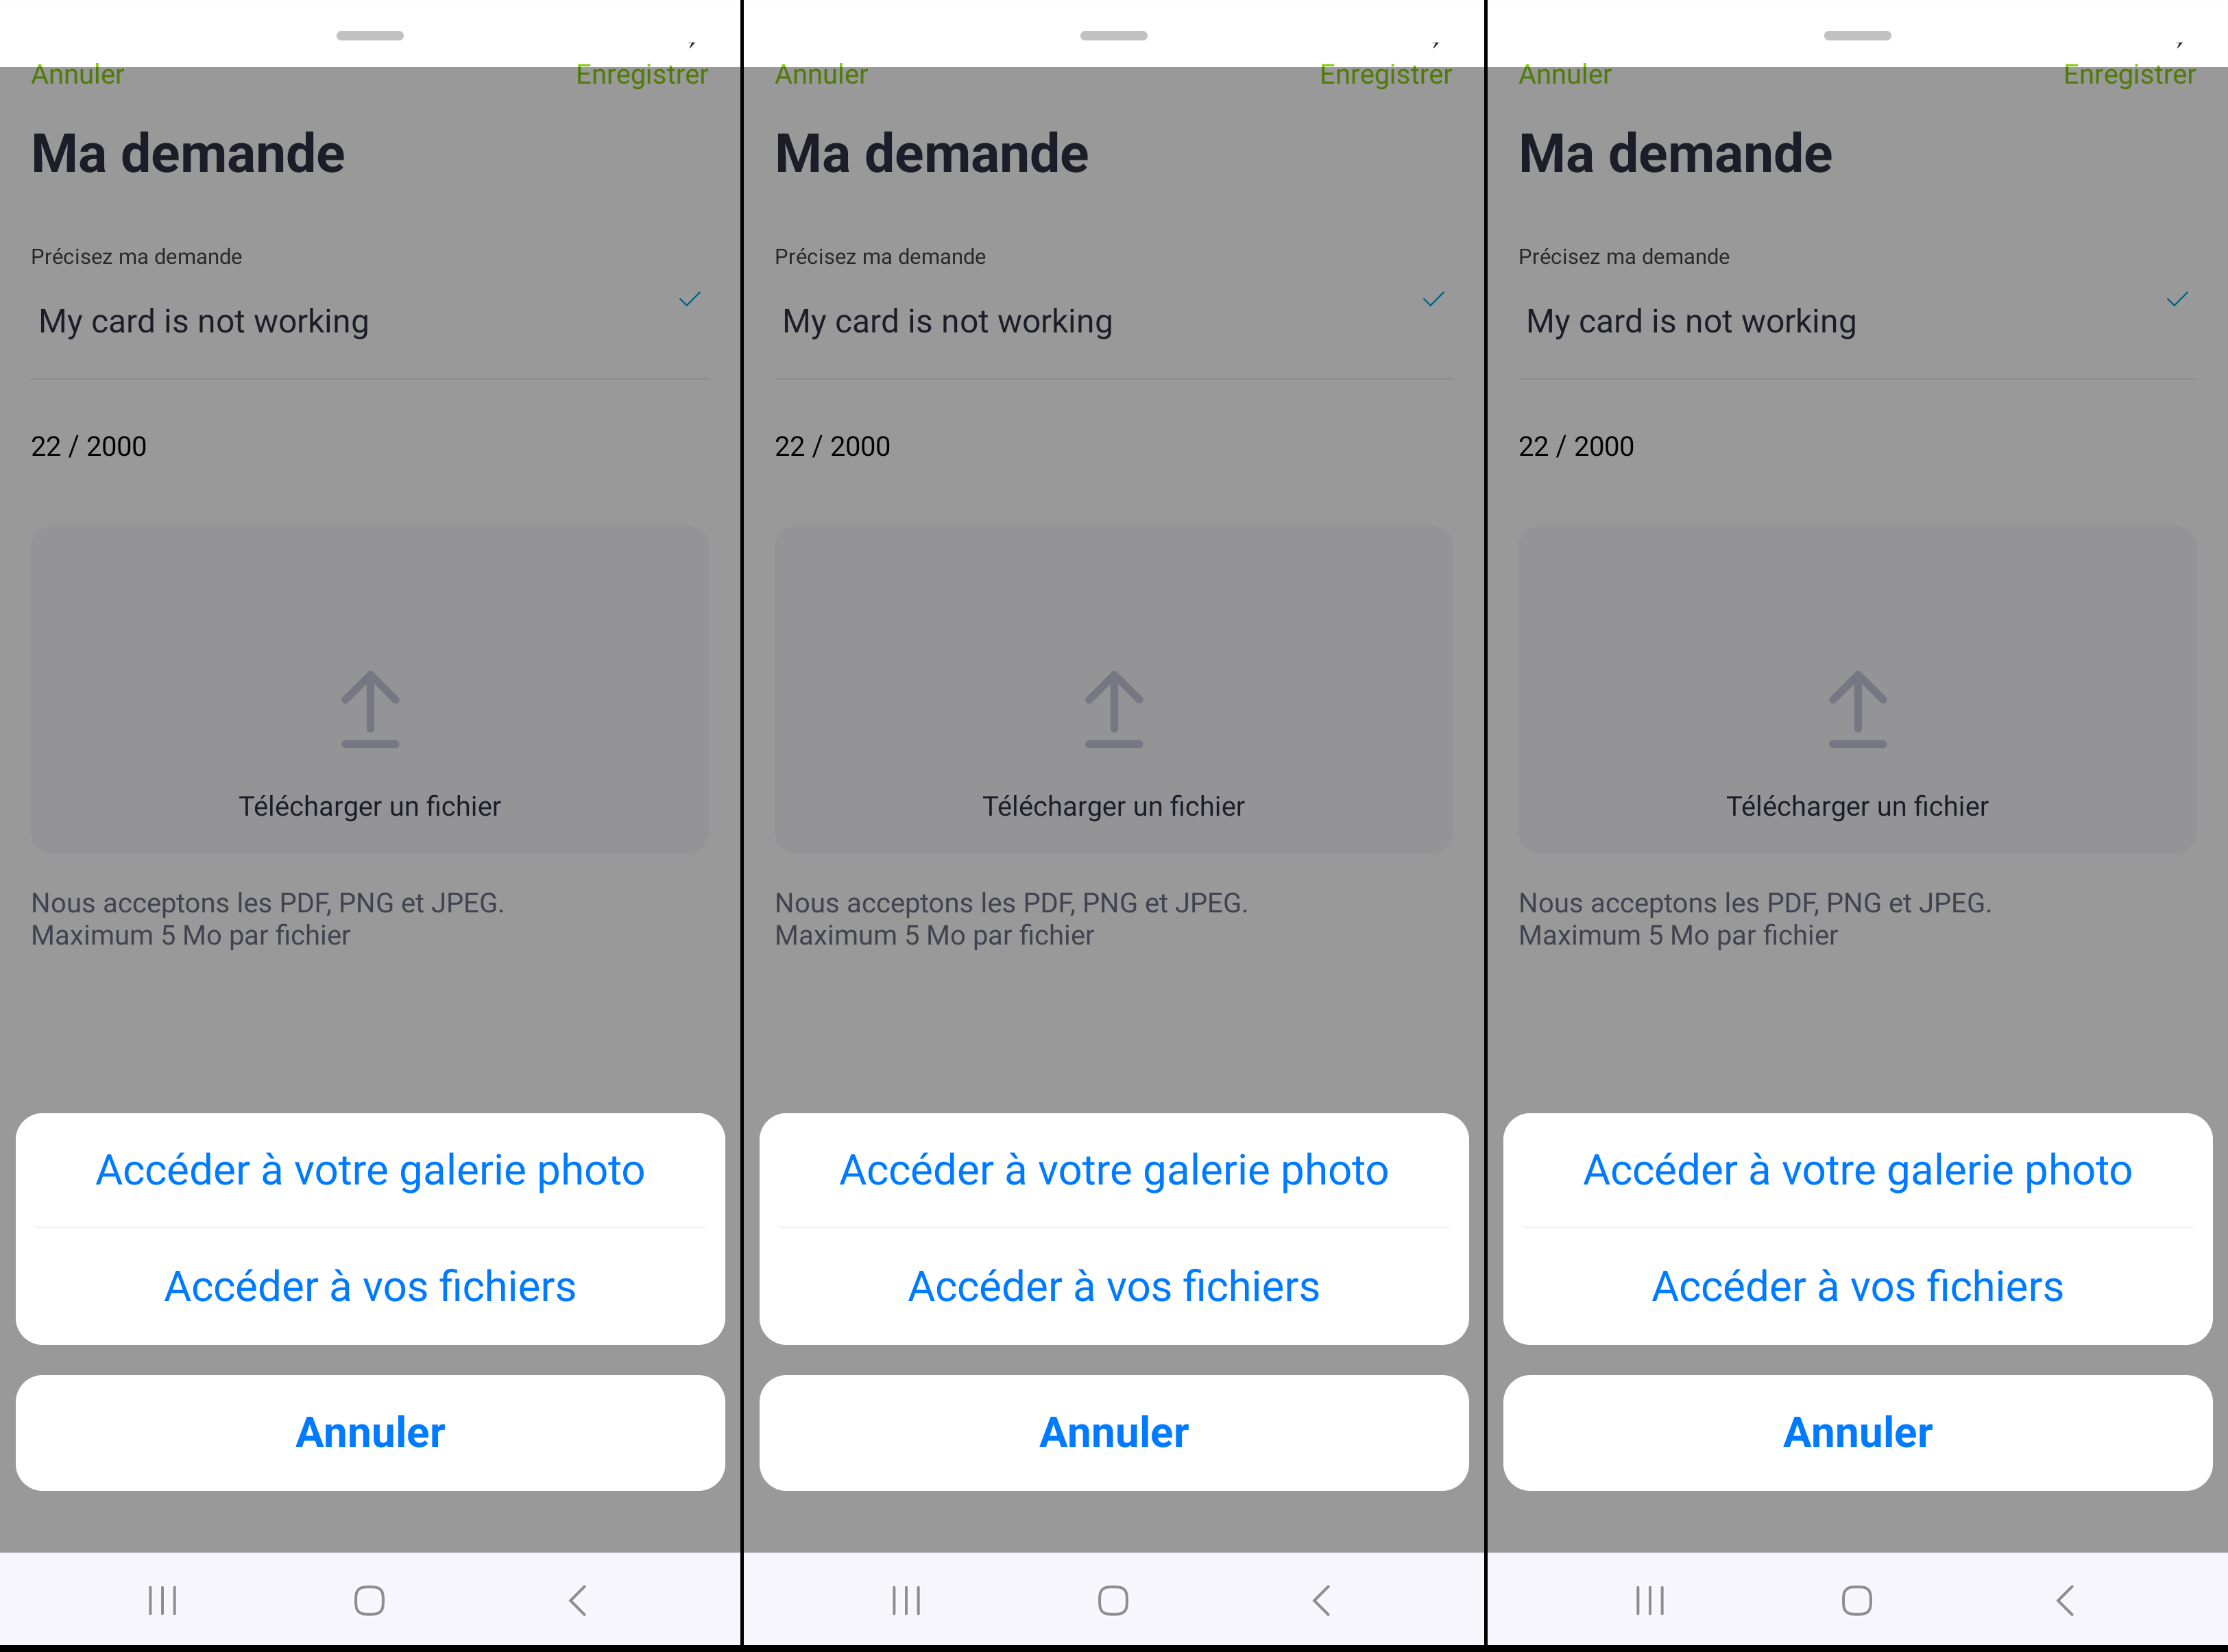 Annuler Enregistrer
Ma demande
Précisez ma demande
My card is not working
22 / 2000
Télécharger un fichier
Nous acceptons les PDF, PNG et JPEG.
Maximum 5 Mo par fichier
Accéder à votre galerie photo
Accéder à vos fichiers
Annuler
Annuler Enregistrer
Ma demande
Précisez ma demande
My card is not working
22 / 2000
Télécharger un fichier
Nous acceptons les PDF, PNG et JPEG.
Maximum 5 Mo par fichier
Accéder à votre galerie photo
Accéder à vos fichiers
Annuler
Annuler Enregistrer
Ma demande
Précisez ma demande
My card is not working
22 / 2000
Télécharger un fichier
Nous acceptons les PDF, PNG et JPEG.
Maximum 5 Mo par fichier
Accéder à votre galerie photo
Accéder à vos fichiers
Annuler